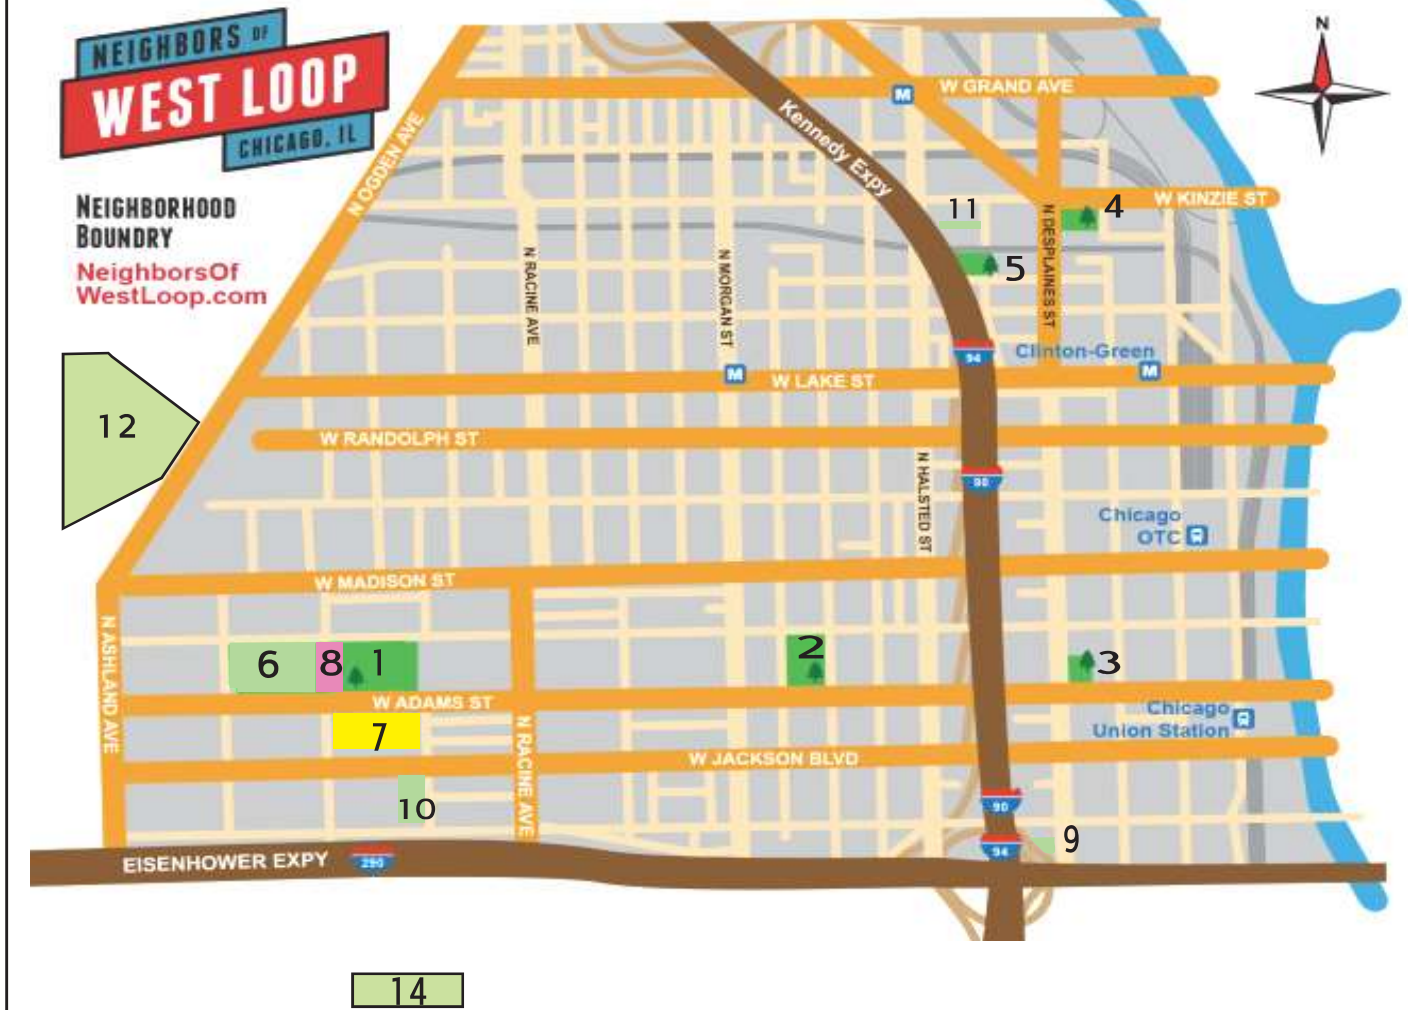 NEIGHBORS OF
WEST LOOP
CHICAGO, IL
NEIGHBORHOOD
BOUNDRY
NeighborsOf
WestLoop.com
N
W GRAND AVE
M
Kennedy Expy
N OGDEN AVE
W KINZIE ST
11
4
N DESPLAINES ST
5
N RACINE AVE
N MORGAN ST
94
Clinton-Green
M
M
W LAKE ST
12
W RANDOLPH ST
N HALSTED ST
90
Chicago
OTC
W MADISON ST
N ASHLAND AVE
6
8
1
2
3
W ADAMS ST
7
Chicago
Union Station
N RACINE AVE
W JACKSON BLVD
10
90
94
9
EISENHOWER EXPY
290
14